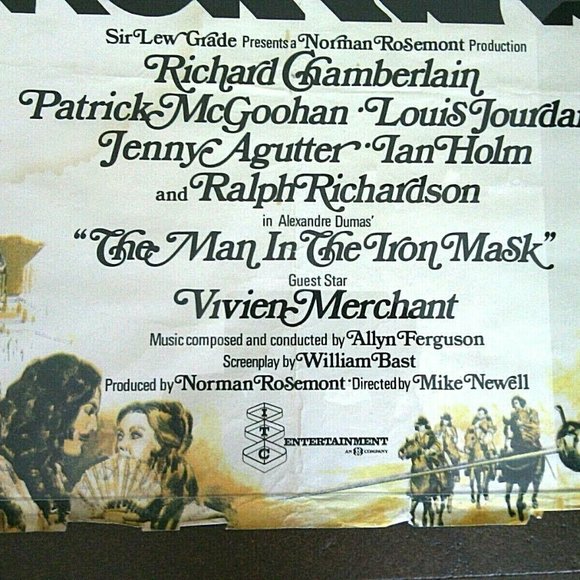 Sir Lew Grade Presents a Norman Rosemont Production
Richard Chamberlain
Patrick McGoohan · Louis Jourdan
Jenny Agutter · Ian Holm
and Ralph Richardson
in Alexandre Dumas'
"The Man In The Iron Mask"
Guest Star
Vivien Merchant
Music composed and conducted by Allyn Ferguson
Screenplay by William Bast
Produced by Norman Rosemont · Directed by Mike Newell
ITC
ENTERTAINMENT
AN COMPANY